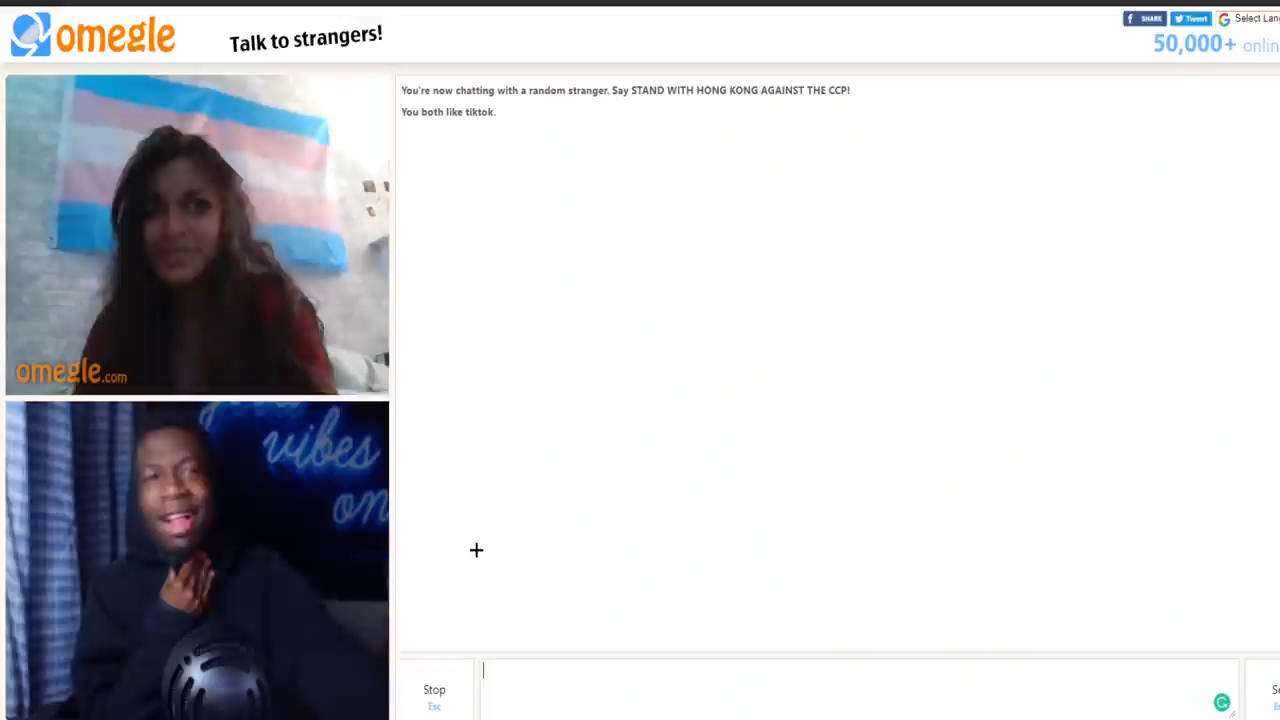 omegle
Talk to strangers!
SHARE
Tweet
Select Lan
50,000+ onlin
You're now chatting with a random stranger. Say STAND WITH HONG KONG AGAINST THE CCP!
You both like tiktok.
omegle.com
vibes
on
Stop
Esc